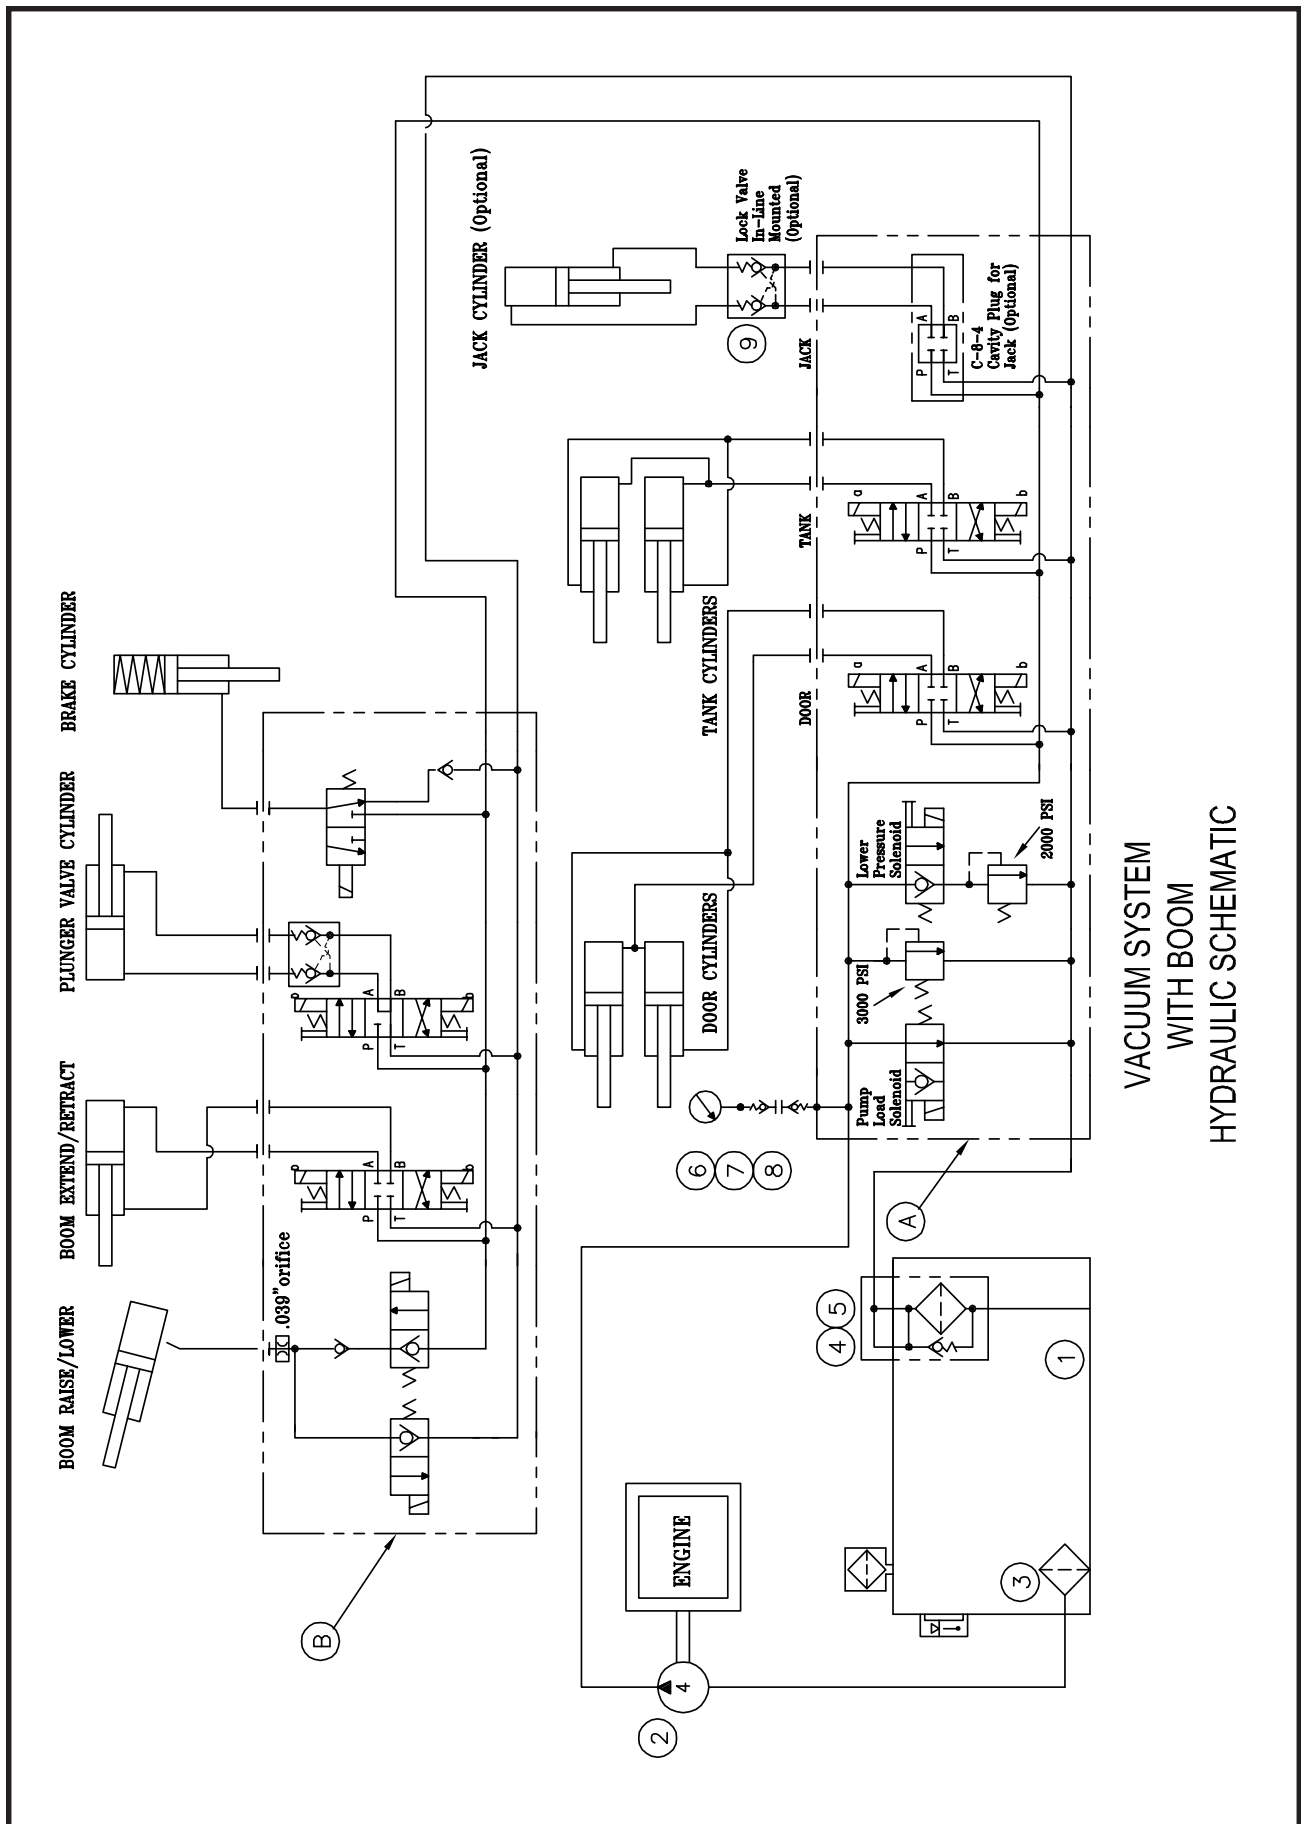 BOOM RAISE/LOWER
BOOM EXTEND/RETRACT
PLUNGER VALVE CYLINDER
BRAKE CYLINDER
.039" orifice
P
T
A
B
P
T
A
B
B
JACK CYLINDER (Optional)
Lock Valve
In-Line
Mounted
(Optional)
9
TANK CYLINDERS
DOOR CYLINDERS
DOOR
TANK
JACK
a
b
P
T
A
B
a
b
P
T
A
B
P
T
A
B
C-8-4
Cavity Plug for
Jack (Optional)
6
7
8
Pump
Load
Solenoid
3000 PSI
Lower
Pressure
Solenoid
2000 PSI
A
ENGINE
4
2
4
5
1
3
VACUUM SYSTEM
WITH BOOM
HYDRAULIC SCHEMATIC